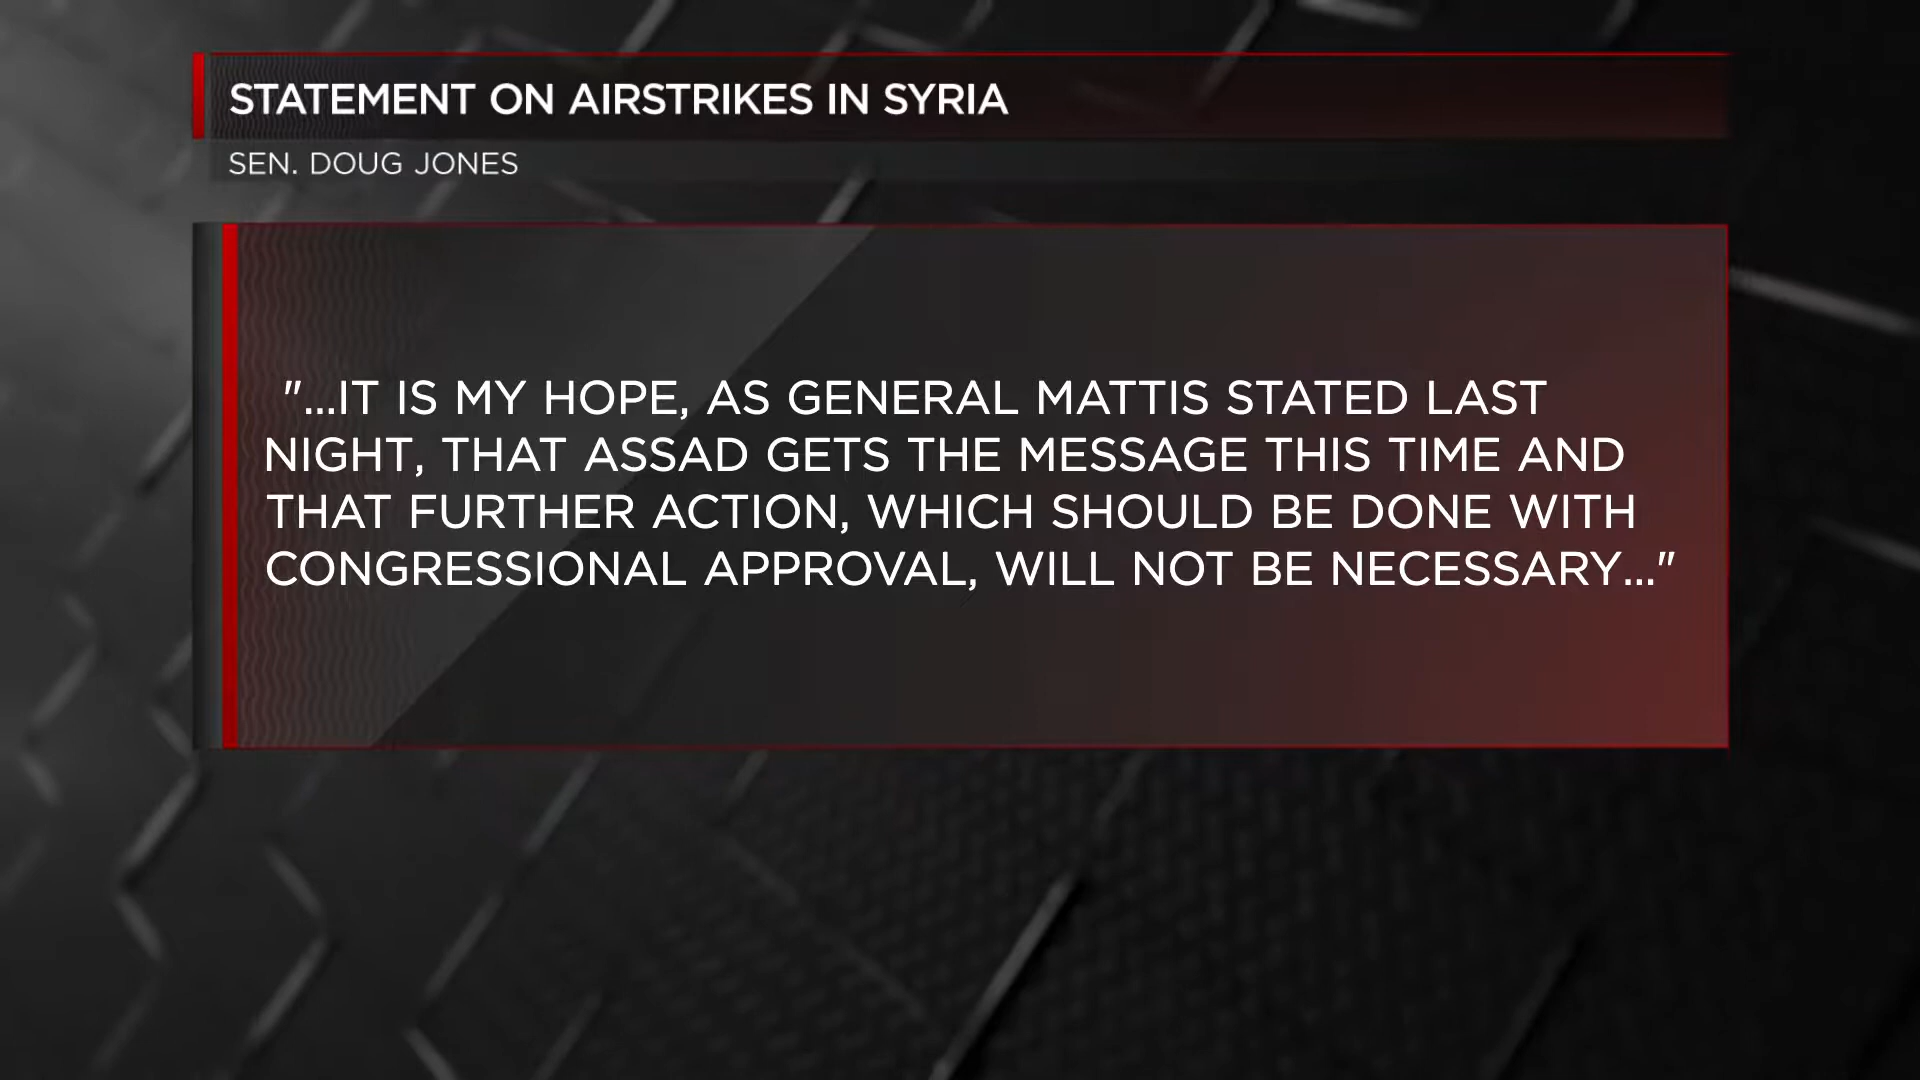 STATEMENT ON AIRSTRIKES IN SYRIA
SEN. DOUG JONES
"...IT IS MY HOPE, AS GENERAL MATTIS STATED LAST
NIGHT, THAT ASSAD GETS THE MESSAGE THIS TIME AND
THAT FURTHER ACTION, WHICH SHOULD BE DONE WITH
CONGRESSIONAL APPROVAL, WILL NOT BE NECESSARY..."